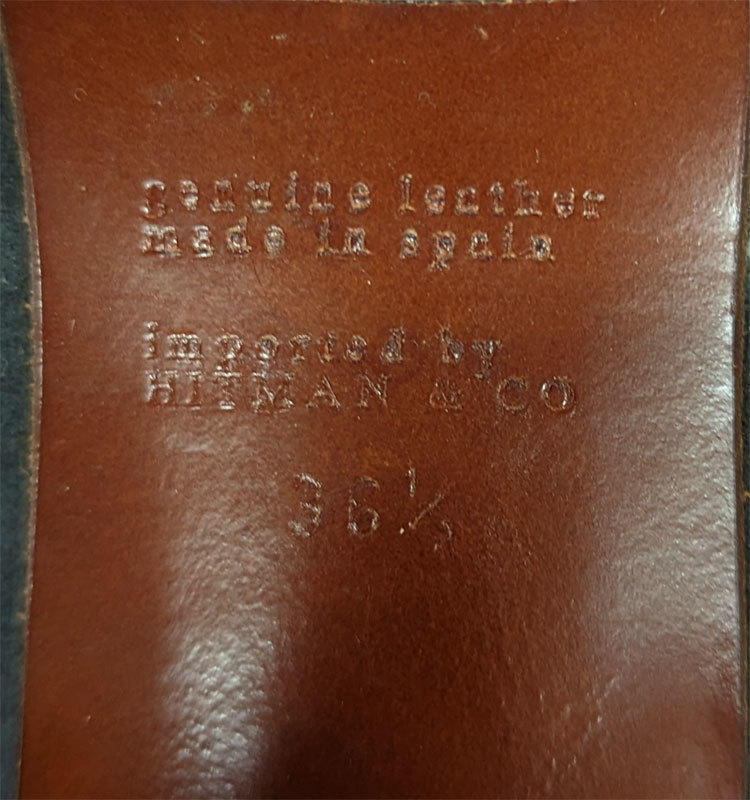 genuine leather
made in spain
imported by
HITMAN & CO
36½